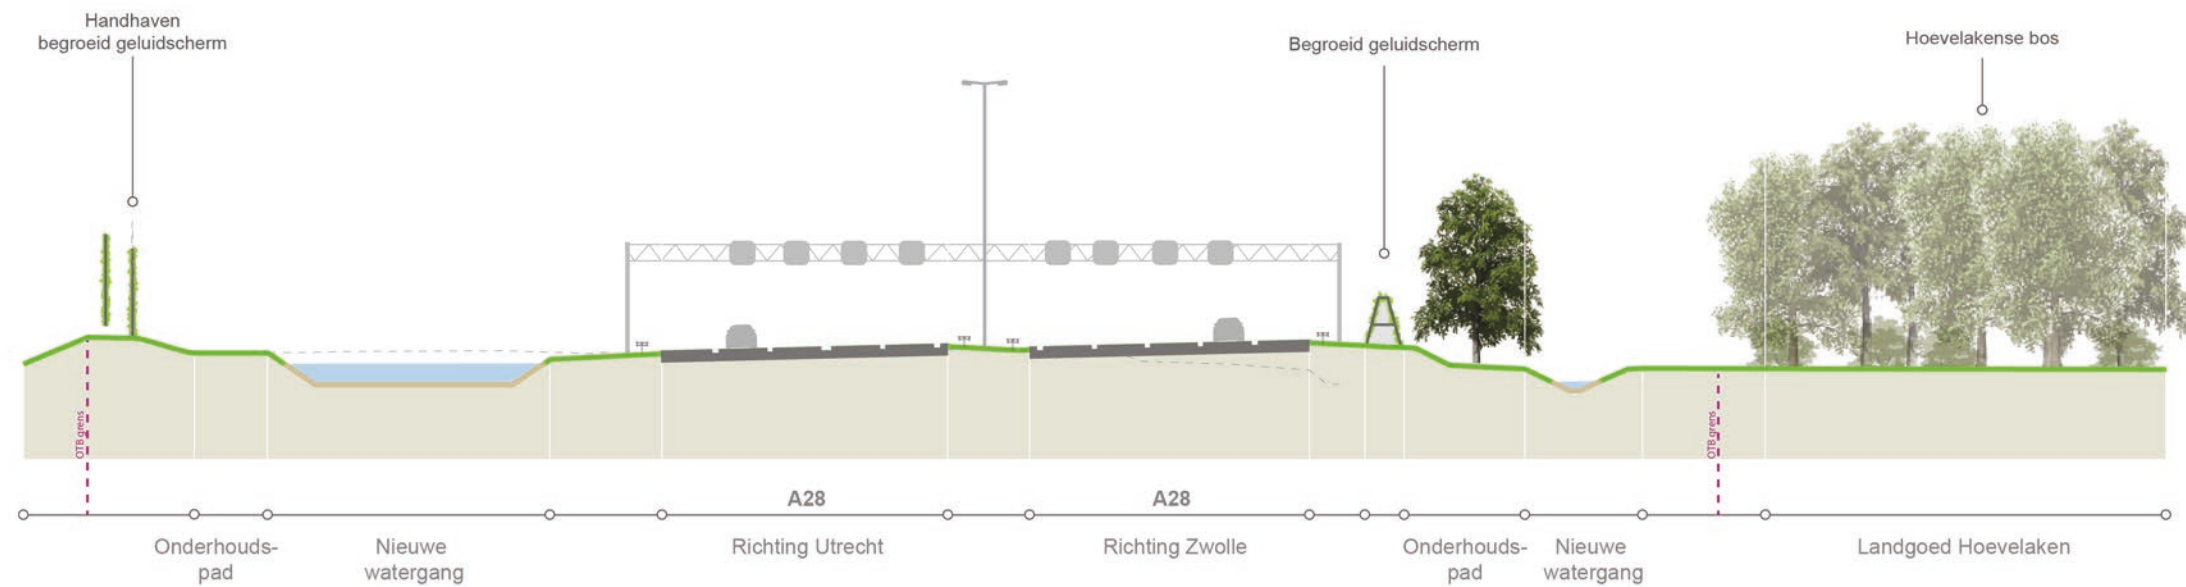 Handhaven
begroeid geluidscherm
Begroeid geluidscherm
Hoevelakense bos
OTB grens
OTB grens
A28
A28
Onderhouds-
pad
Nieuwe
watergang
Richting Utrecht
Richting Zwolle
Onderhouds-
pad
Nieuwe
watergang
Landgoed Hoevelaken